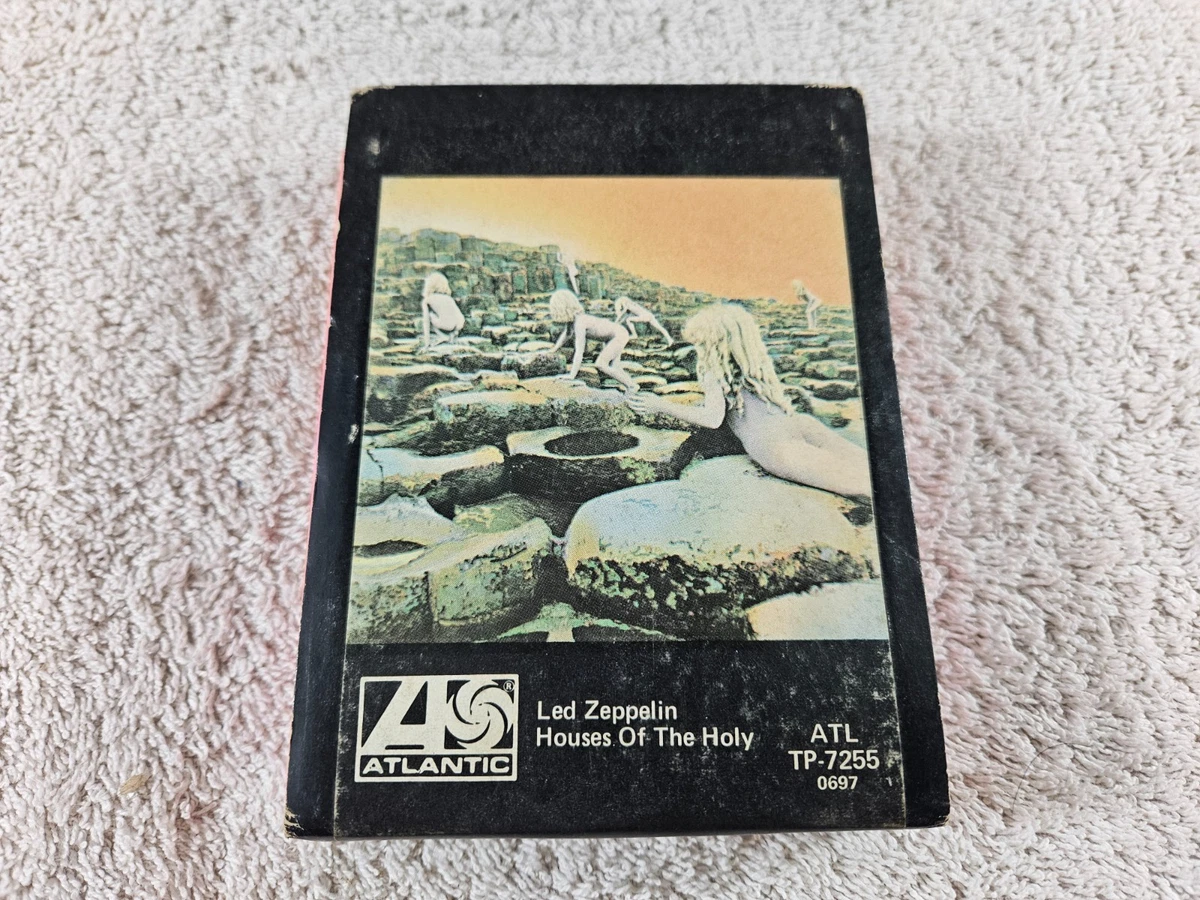 ATLANTIC
®
Led Zeppelin
Houses Of The Holy
ATL
TP-7255
0697